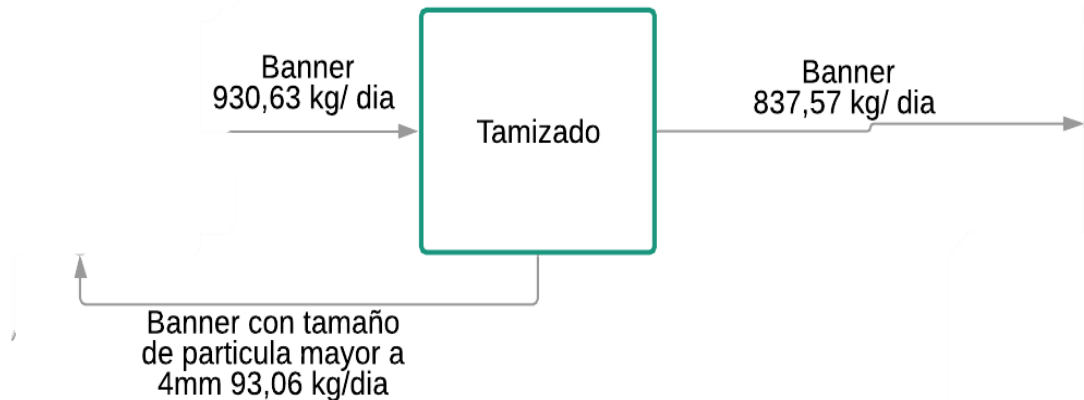 Banner
930,63 kg/ dia
Tamizado
Banner
837,57 kg/ dia
Banner con tamaño
de particula mayor a
4mm 93,06 kg/dia